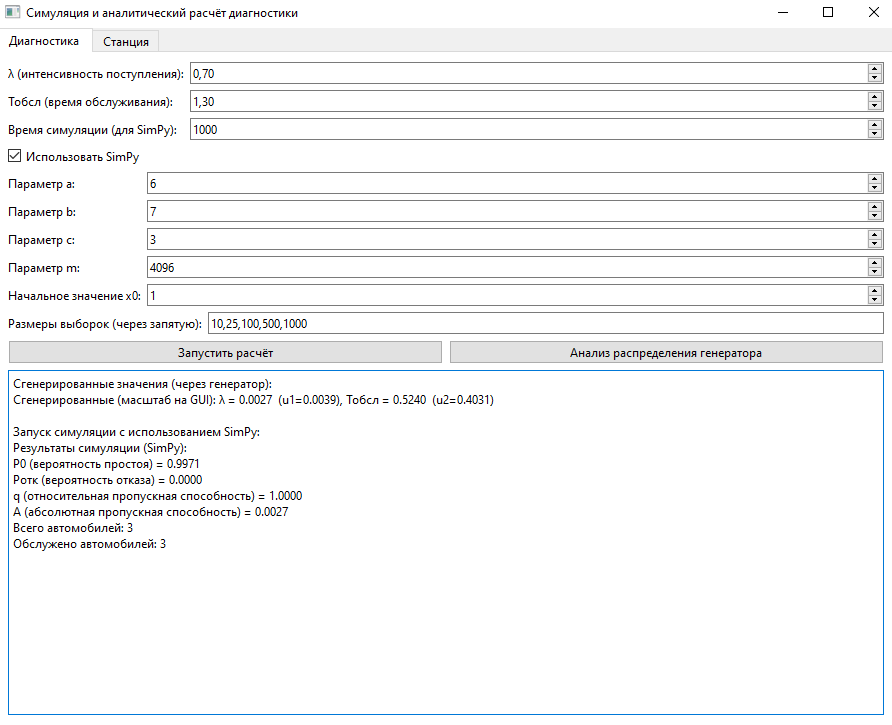 Симуляция и аналитический расчёт диагностики
Диагностика Станция
λ (интенсивность поступления): 0,70
Тобсл (время обслуживания): 1,30
Время симуляции (для SimPy): 1000
Использовать SimPy
Параметр a: 6
Параметр b: 7
Параметр c: 3
Параметр m: 4096
Начальное значение x0: 1
Размеры выборок (через запятую): 10,25,100,500,1000
Запустить расчёт Анализ распределения генератора
Сгенерированные значения (через генератор):
Сгенерированные (масштаб на GUI): λ = 0.0027 (u1=0.0039), Тобсл = 0.5240 (u2=0.4031)
Запуск симуляции с использованием SimPy:
Результаты симуляции (SimPy):
P0 (вероятность простоя) = 0.9971
Pотк (вероятность отказа) = 0.0000
q (относительная пропускная способность) = 1.0000
A (абсолютная пропускная способность) = 0.0027
Всего автомобилей: 3
Обслужено автомобилей: 3